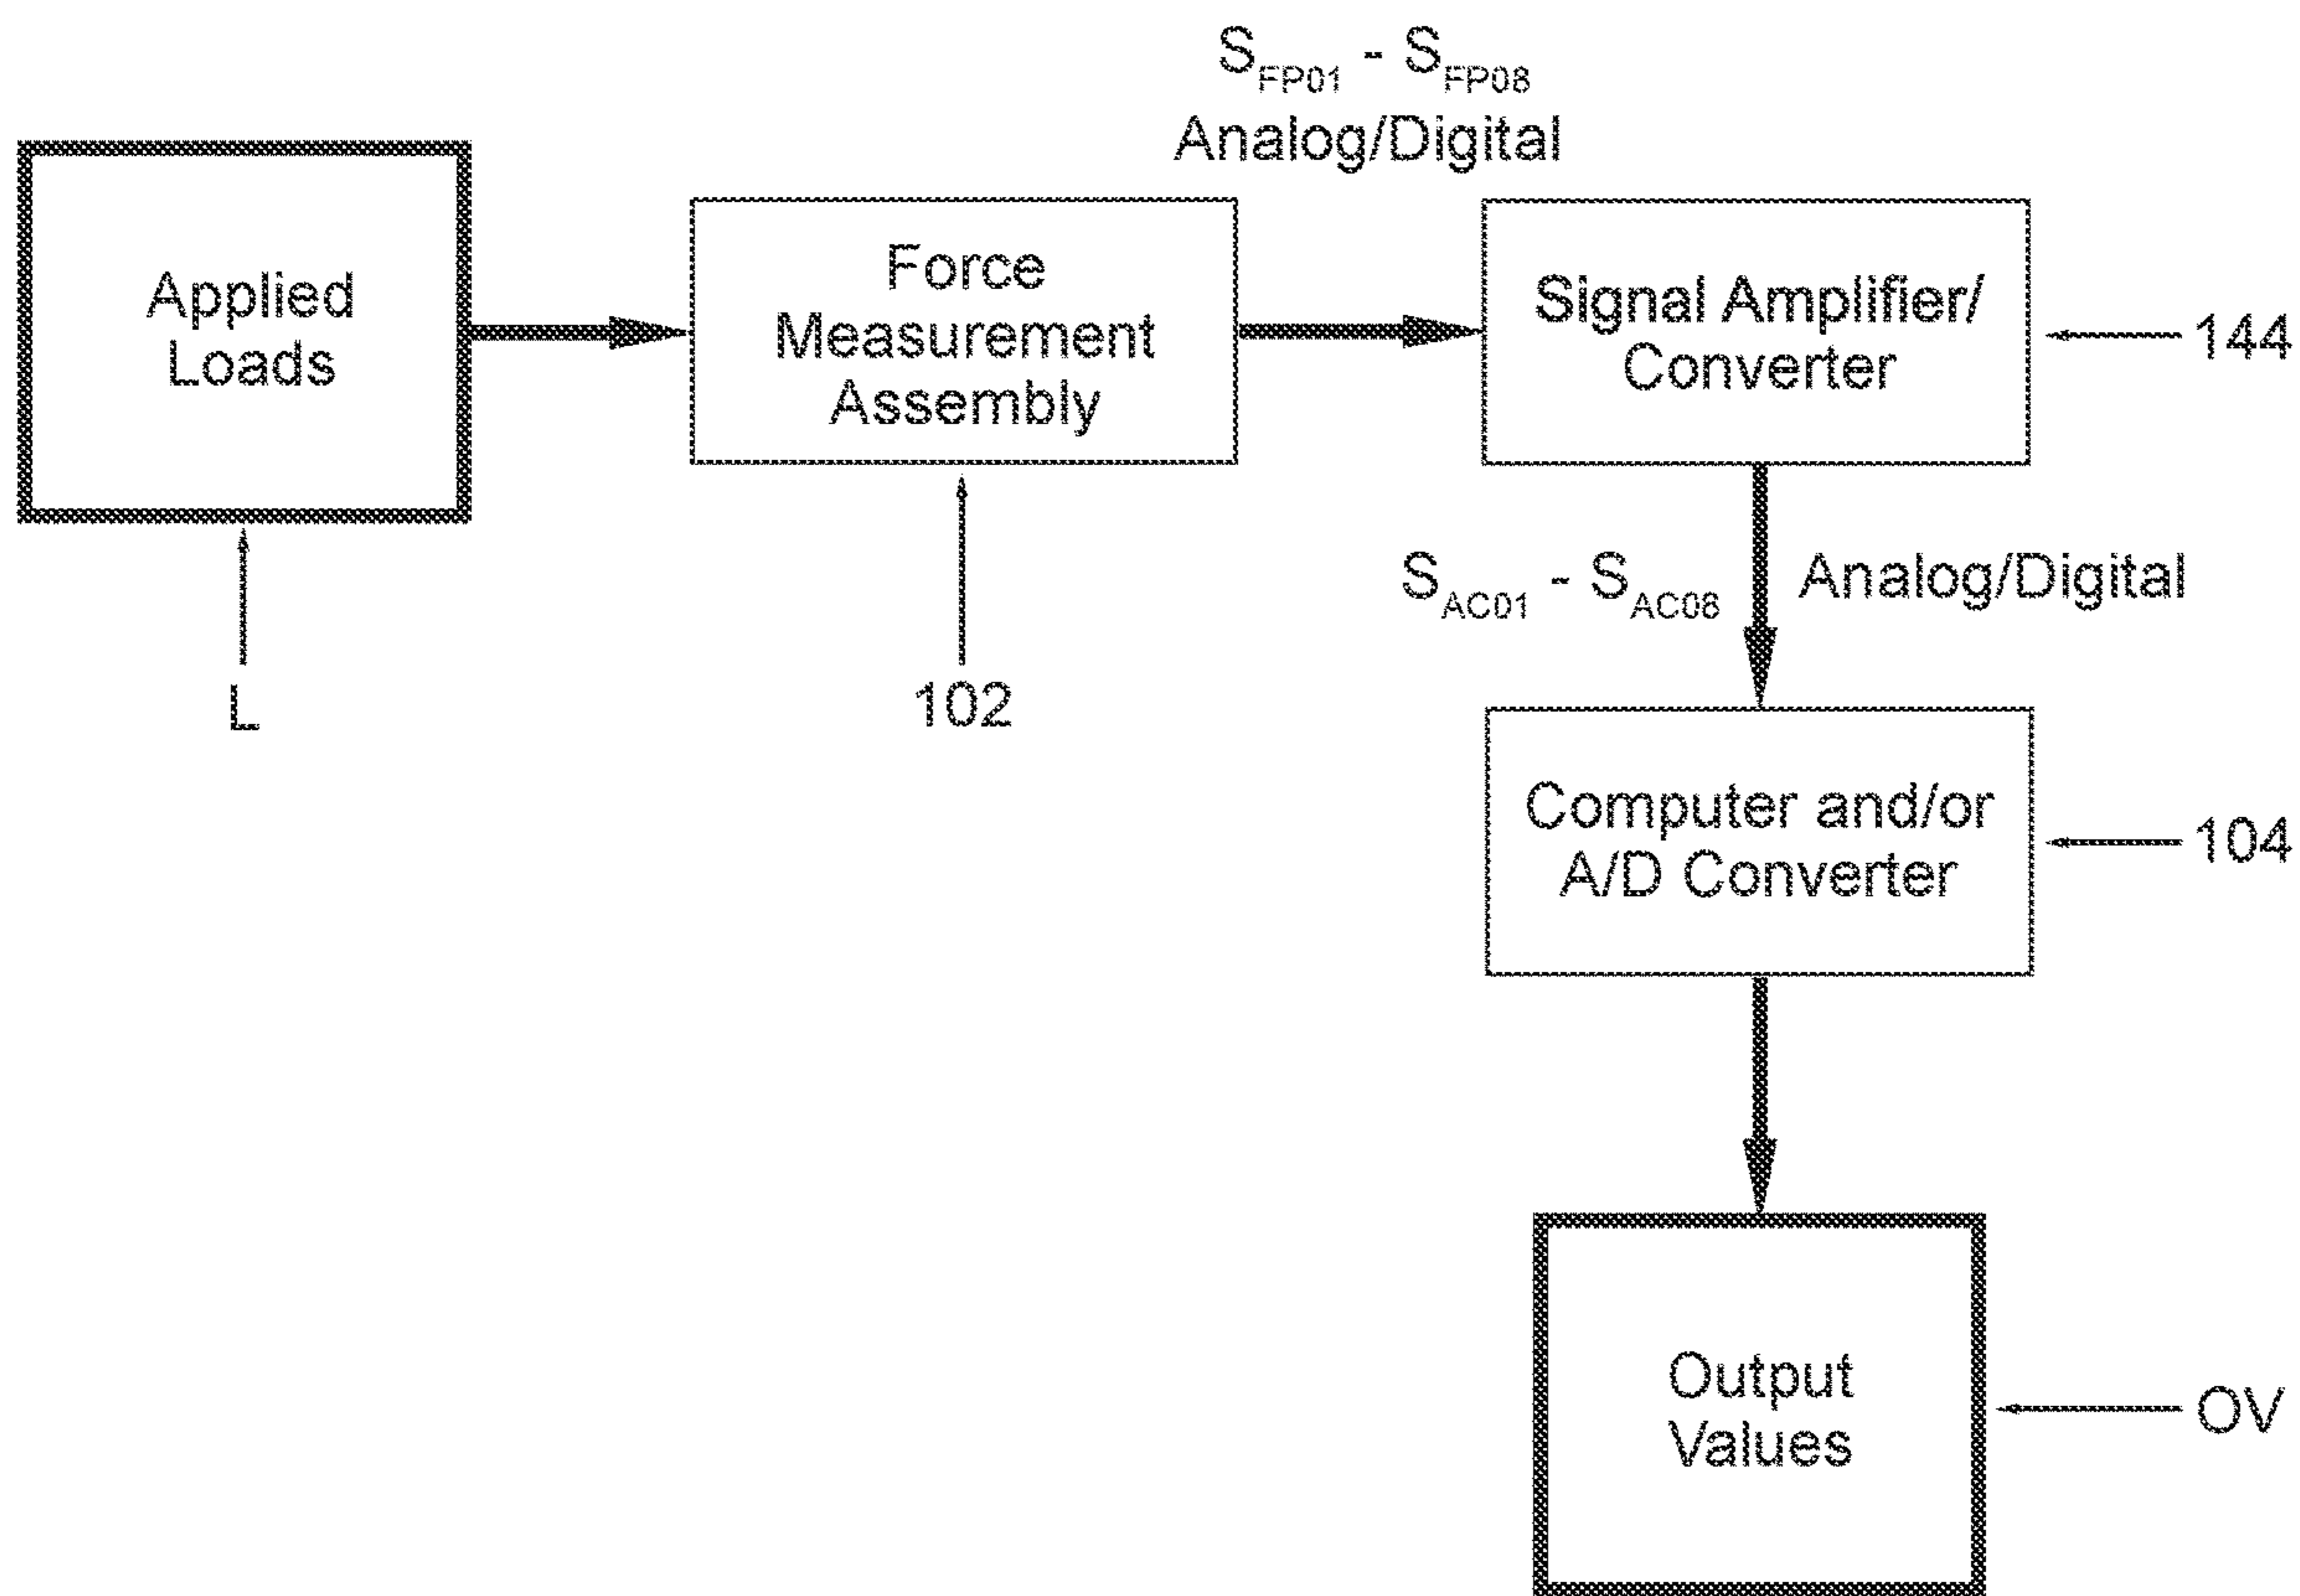 S_FP01 - S_FP08
Analog/Digital
Applied
Loads
Force
Measurement
Assembly
Signal Amplifier/
Converter
144
S_AC01 - S_AC08
Analog/Digital
L
102
Computer and/or
A/D Converter
104
Output
Values
OV